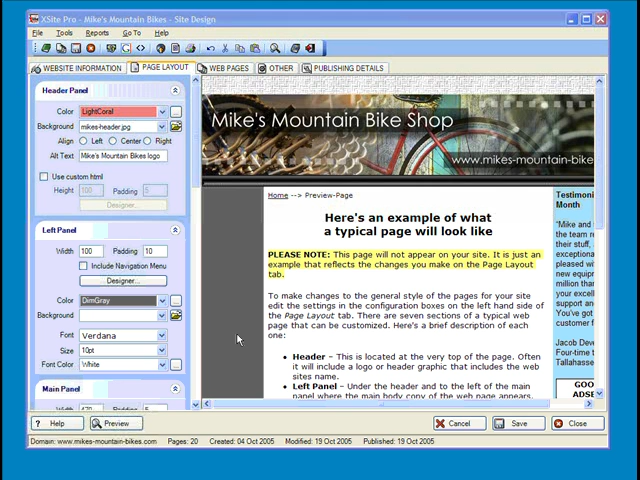 XSite Pro - Mike's Mountain Bikes - Site Design
File Tools Reports Go To Help
WEBSITE INFORMATION PAGE LAYOUT WEB PAGES OTHER PUBLISHING DETAILS
Header Panel
Color LightCoral
Background mikes-header.jpg
Align Left Center Right
Alt Text Mike's Mountain Bikes logo
Use custom html
Height 100 Padding 5
Designer...
Left Panel
Width 100 Padding 10
Include Navigation Menu
Designer...
Color DimGray
Background
Font Verdana
Size 10pt
Font Color White
Main Panel
Width 470 Padding 5
Mike's Mountain Bike Shop
www.mikes-mountain-bike
Home --> Preview-Page
Here's an example of what
a typical page will look like
PLEASE NOTE: This page will not appear on your site. It is just an
example that reflects the changes you make on the Page Layout
tab.
To make changes to the general style of the pages for your site
edit the settings in the configuration boxes on the left hand side of
the Page Layout tab. There are seven sections of a typical web
page that can be customized. Here's a brief description of each
one:
• Header – This is located at the very top of the page. Often
it will include a logo or header graphic that includes the web
sites name.
• Left Panel – Under the header and to the left of the main
panel where the main body copy of the web page appears.
Testimoni
Month
"Mike and
the team r
their stuff,
exceptiona
pleased wi
new equip
million this
your excell
support an
You've got
customer f
Jacob Deve
Four-time t
Tallahasse
GOO
ADSE
Help Preview Cancel Save Close
Domain: www.mikes-mountain-bikes.com Pages: 20 Created: 04 Oct 2005 Modified: 19 Oct 2005 Published: 19 Oct 2005